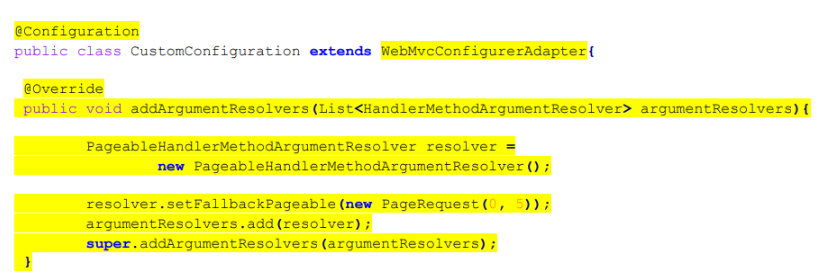 @Configuration
public class CustomConfiguration extends WebMvcConfigurerAdapter{
@Override
public void addArgumentResolvers(List<HandlerMethodArgumentResolver> argumentResolvers){
PageableHandlerMethodArgumentResolver resolver =
new PageableHandlerMethodArgumentResolver();
resolver.setFallbackPageable(new PageRequest(0, 5));
argumentResolvers.add(resolver);
super.addArgumentResolvers(argumentResolvers);
}